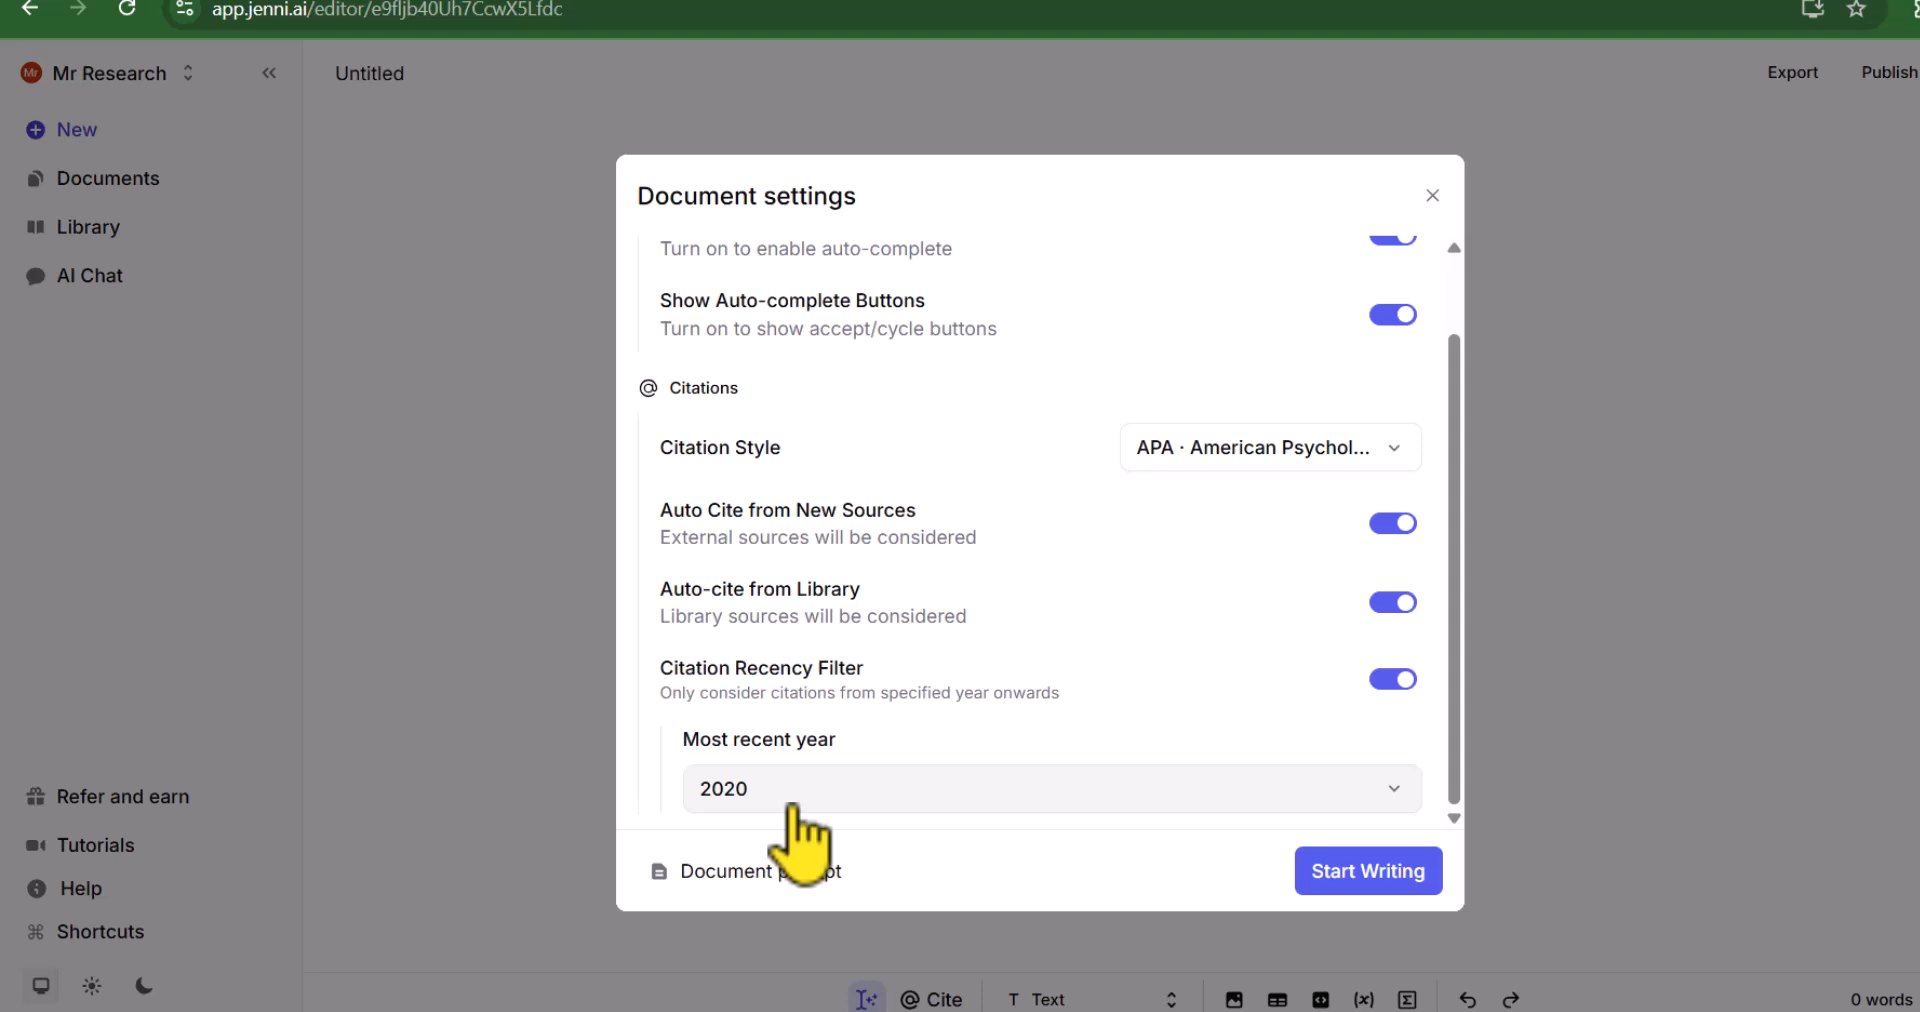 app.jenni.ai/editor/e9fljb40Uh7CcwX5Lfdc
Mr Mr Research
Untitled
Export
Publish
New
Documents
Library
AI Chat
Document settings
Turn on to enable auto-complete
Show Auto-complete Buttons
Turn on to show accept/cycle buttons
@ Citations
Citation Style
APA · American Psychol...
Auto Cite from New Sources
External sources will be considered
Auto-cite from Library
Library sources will be considered
Citation Recency Filter
Only consider citations from specified year onwards
Most recent year
2020
Document
Start Writing
Refer and earn
Tutorials
Help
Shortcuts
@ Cite
T Text
(x)
Σ
0 words